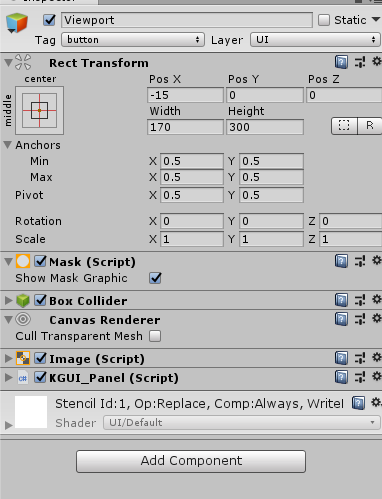 Viewport
Static
Tag button Layer UI
Rect Transform
center
middle
Pos X Pos Y Pos Z
-15 0 0
Width Height
170 300
R
Anchors
Min X 0.5 Y 0.5
Max X 0.5 Y 0.5
Pivot X 0.5 Y 0.5
Rotation X 0 Y 0 Z 0
Scale X 1 Y 1 Z 1
Mask (Script)
Show Mask Graphic
Box Collider
Canvas Renderer
Cull Transparent Mesh
Image (Script)
C#
KGUI_Panel (Script)
Stencil Id:1, Op:Replace, Comp:Always, Write
Shader UI/Default
Add Component